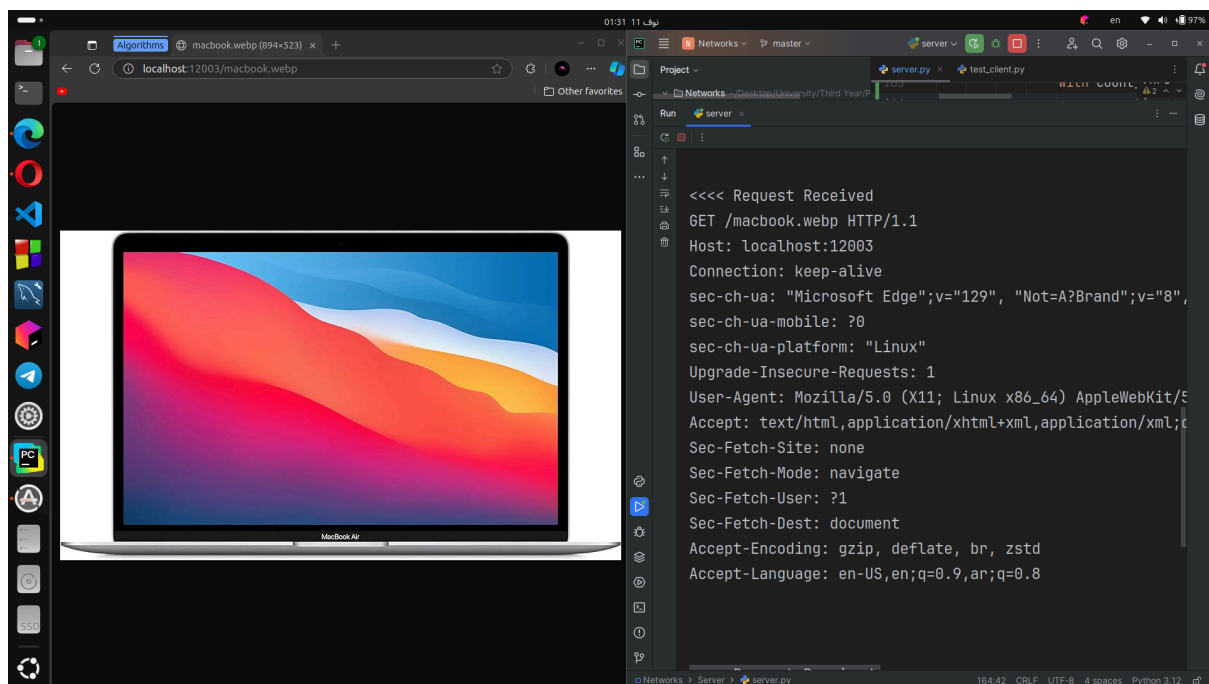 01:31 11 نوف
en
97%
Algorithms
macbook.webp (894×523)
localhost:12003/macbook.webp
Other favorites
MacBook Air
SSD
PC
N Networks
master
server
Project
server.py
test_client.py
Networks ~/Desktop/University/Third Year/P
2
Run
server
<<<< Request Received
GET /macbook.webp HTTP/1.1
Host: localhost:12003
Connection: keep-alive
sec-ch-ua: "Microsoft Edge";v="129", "Not=A?Brand";v="8",
sec-ch-ua-mobile: ?0
sec-ch-ua-platform: "Linux"
Upgrade-Insecure-Requests: 1
User-Agent: Mozilla/5.0 (X11; Linux x86_64) AppleWebKit/5
Accept: text/html,application/xhtml+xml,application/xml;q
Sec-Fetch-Site: none
Sec-Fetch-Mode: navigate
Sec-Fetch-User: ?1
Sec-Fetch-Dest: document
Accept-Encoding: gzip, deflate, br, zstd
Accept-Language: en-US,en;q=0.9,ar;q=0.8
Networks > Server > server.py
164:42 CRLF UTF-8 4 spaces Python 3.12